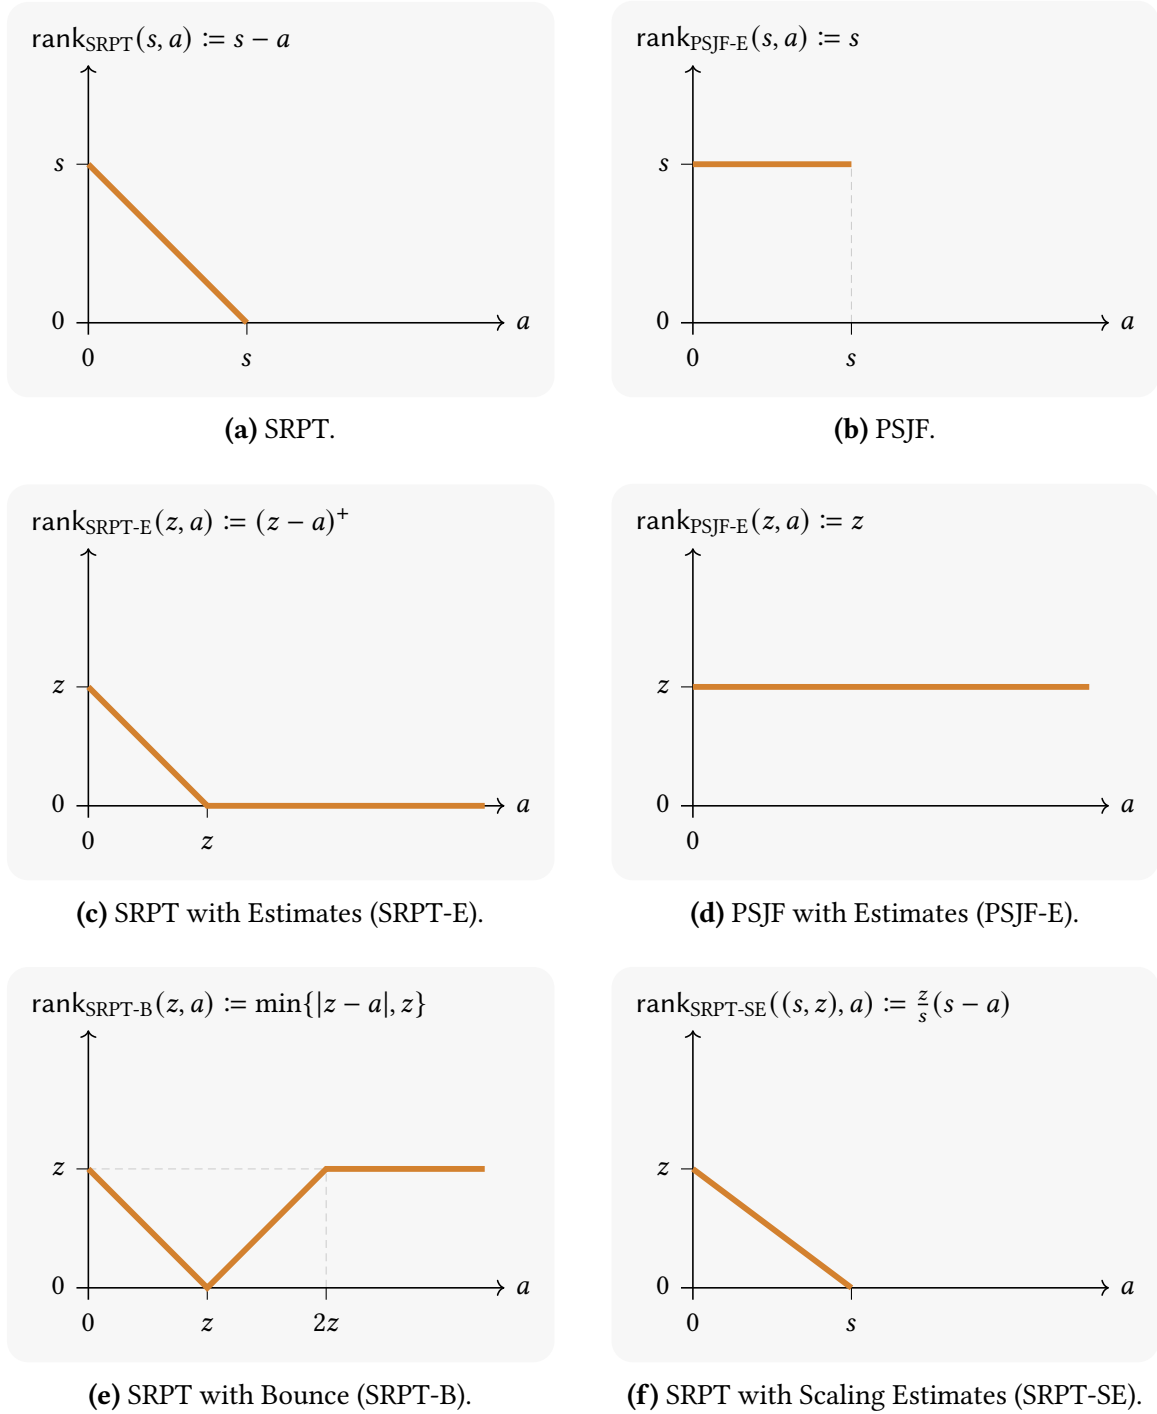 rank_SRPT(s, a) := s − a
s
0
a
0
s
(a) SRPT.
rank_PSJF-E(s, a) := s
s
0
a
s
(b) PSJF.
rank_SRPT-E(z, a) := (z − a)⁺
z
0
a
0
z
(c) SRPT with Estimates (SRPT-E).
rank_PSJF-E(z, a) := z
z
0
a
0
(d) PSJF with Estimates (PSJF-E).
rank_SRPT-B(z, a) := min{|z − a|, z}
z
0
a
0
z
2z
(e) SRPT with Bounce (SRPT-B).
rank_SRPT-SE((s, z), a) := z/s (s − a)
z
0
a
0
s
(f) SRPT with Scaling Estimates (SRPT-SE).